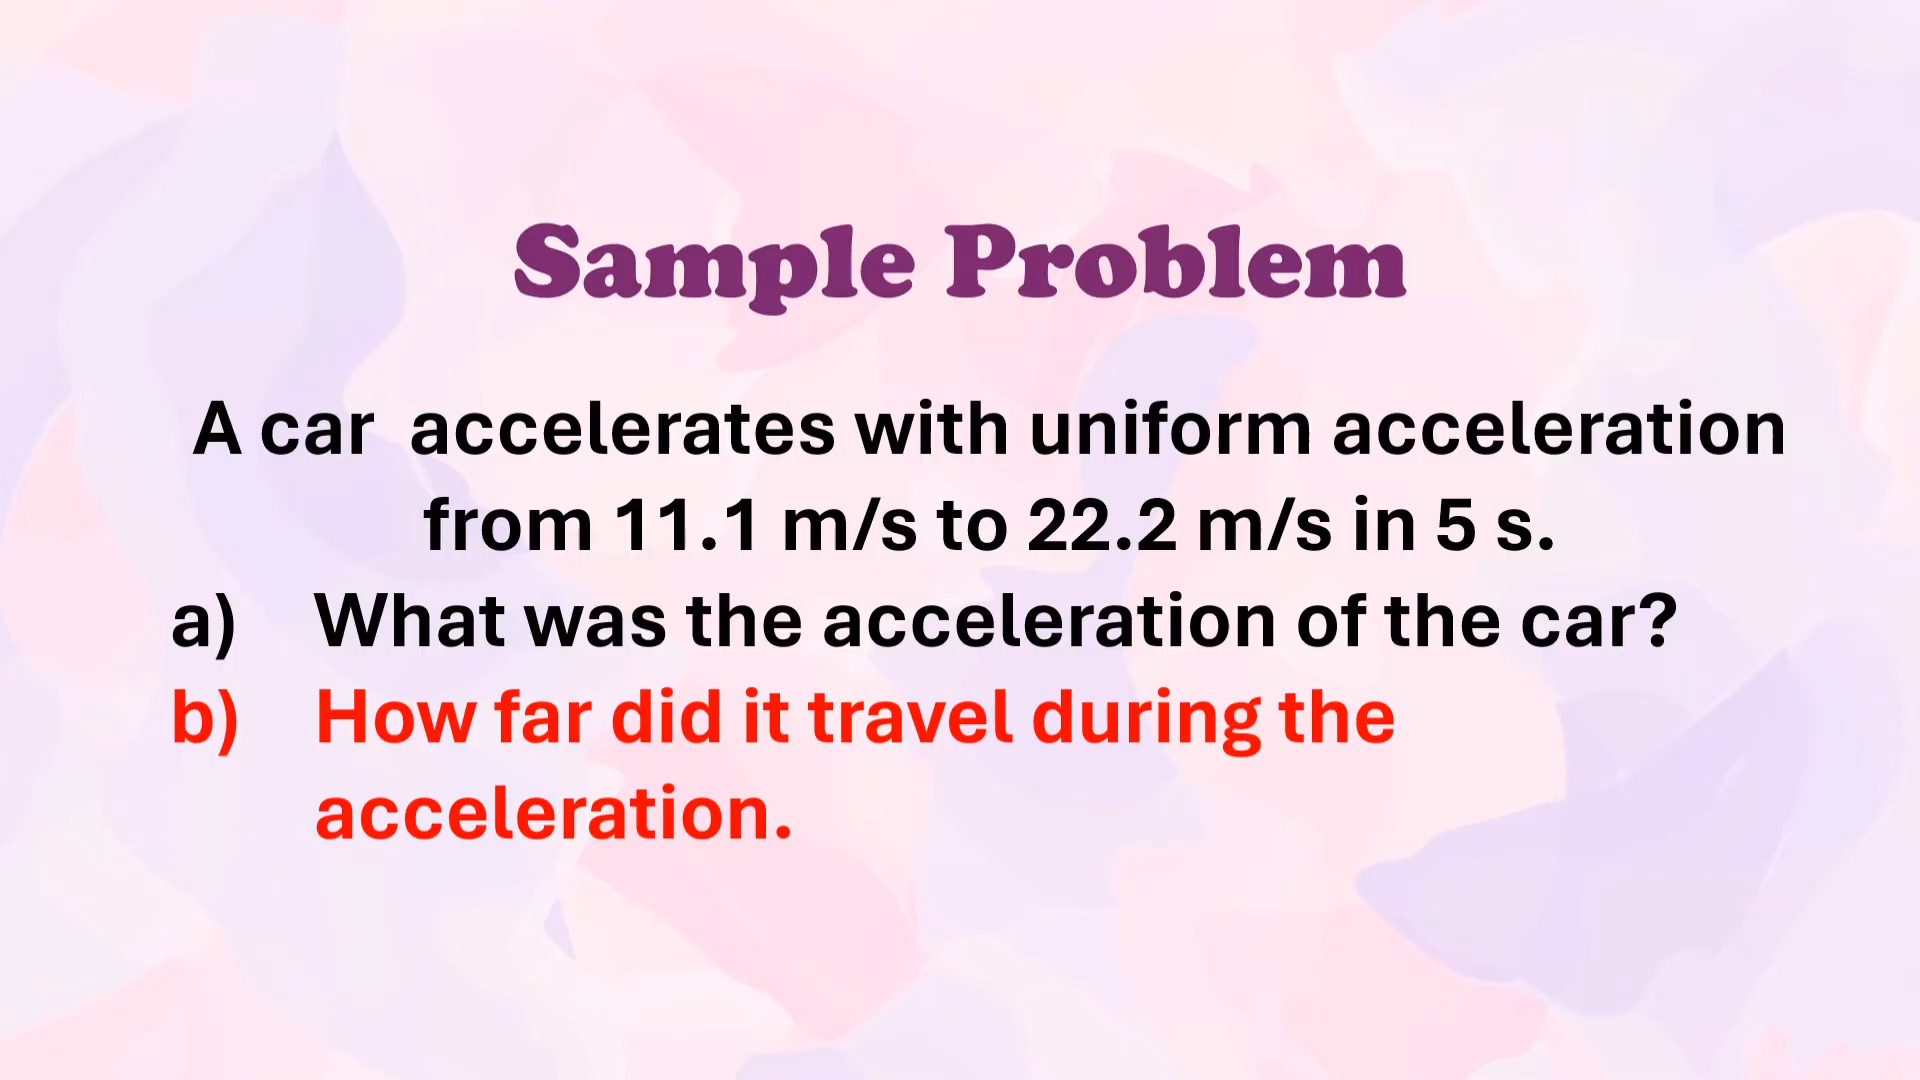 Sample Problem
A car  accelerates with uniform acceleration
from 11.1 m/s to 22.2 m/s in 5 s.
a) What was the acceleration of the car?
b) How far did it travel during the
acceleration.